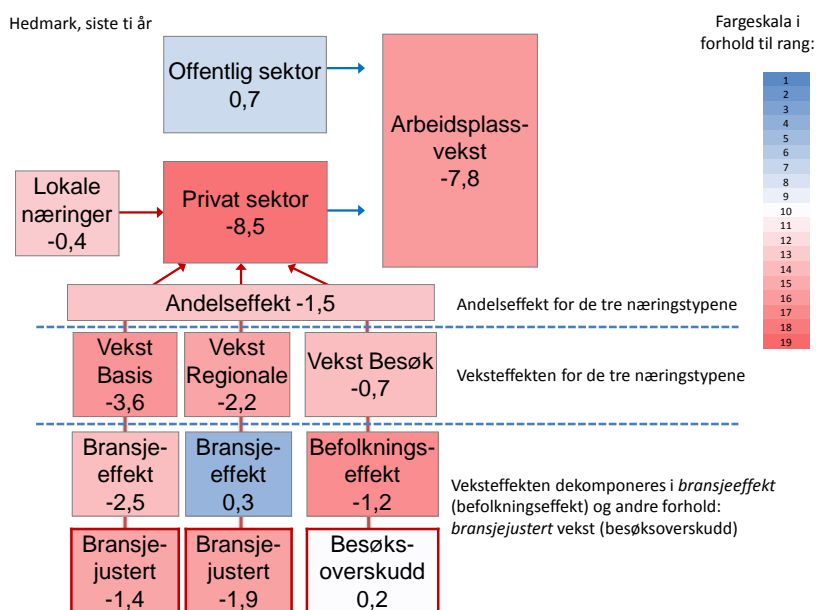 Hedmark, siste ti år
Fargeskala i
forhold til rang:
1
2
3
4
5
6
7
8
9
10
11
12
13
14
15
16
17
18
19
Offentlig sektor
0,7
Arbeidsplass-
vekst
-7,8
Lokale
næringer
-0,4
Privat sektor
-8,5
Andelseffekt -1,5
Andelseffekt for de tre næringstypene
Vekst
Basis
-3,6
Vekst
Regionale
-2,2
Vekst Besøk
-0,7
Veksteffekten for de tre næringstypene
Bransje-
effekt
-2,5
Bransje-
effekt
0,3
Befolknings-
effekt
-1,2
Veksteffekten dekomponeres i bransjeeffekt
(befolkningseffekt) og andre forhold:
bransjejustert vekst (besøksoverskudd)
Bransje-
justert
-1,4
Bransje-
justert
-1,9
Besøks-
overskudd
0,2